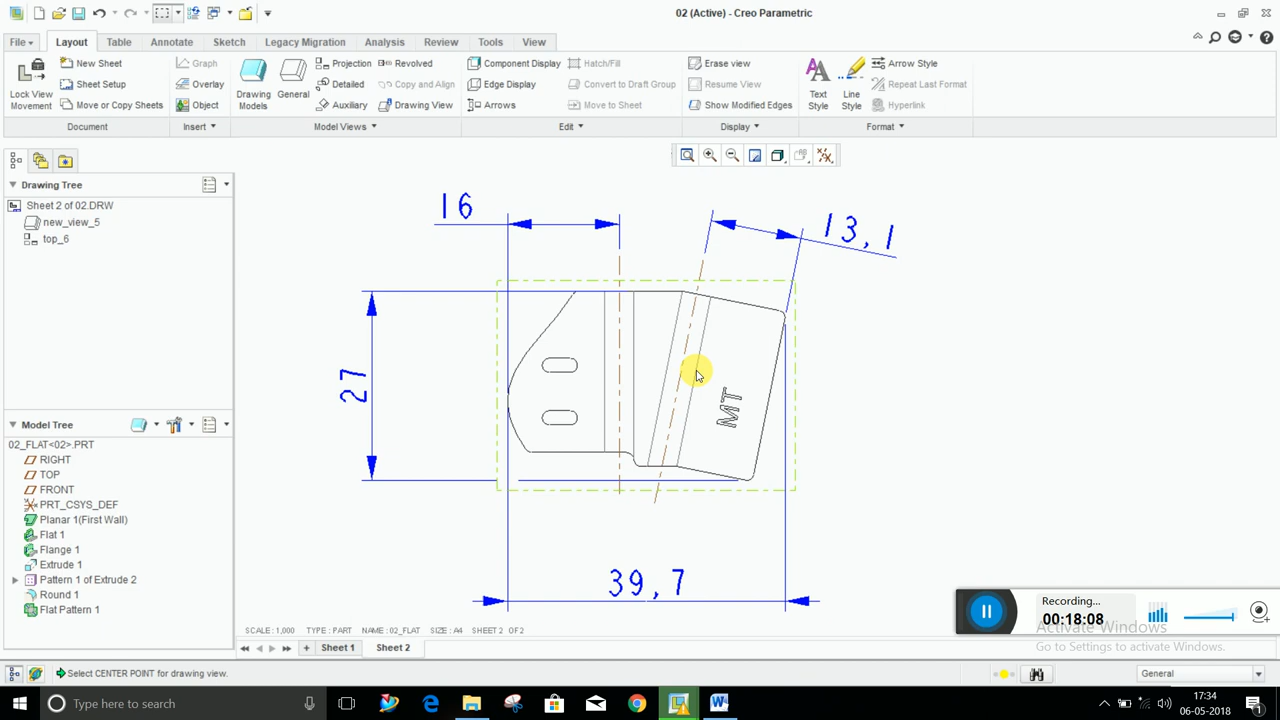 02 (Active) - Creo Parametric
File Layout Table Annotate Sketch Legacy Migration Analysis Review Tools View
Lock View Movement
New Sheet
Sheet Setup
Move or Copy Sheets
Document
Graph
Overlay
Object
Insert
Drawing Models
General
Projection
Detailed
Auxiliary
Revolved
Copy and Align
Drawing View
Model Views
Component Display
Edge Display
Arrows
Hatch/Fill
Convert to Draft Group
Move to Sheet
Edit
Erase view
Resume View
Show Modified Edges
Display
Text Style
Line Style
Arrow Style
Repeat Last Format
Hyperlink
Format
Drawing Tree
Sheet 2 of 02.DRW
new_view_5
top_6
Model Tree
02_FLAT<02>.PRT
RIGHT
TOP
FRONT
PRT_CSYS_DEF
Planar 1(First Wall)
Flat 1
Flange 1
Extrude 1
Pattern 1 of Extrude 2
Round 1
Flat Pattern 1
16
13,1
27
MT
39,7
Recording...
00:18:08
Activate Windows
Go to Settings to activate Windows.
SCALE : 1,000 TYPE : PART NAME : 02_FLAT SIZE : A4 SHEET 2 OF 2
Sheet 1 Sheet 2
Select CENTER POINT for drawing view.
General
Type here to search
17:34
06-05-2018
1